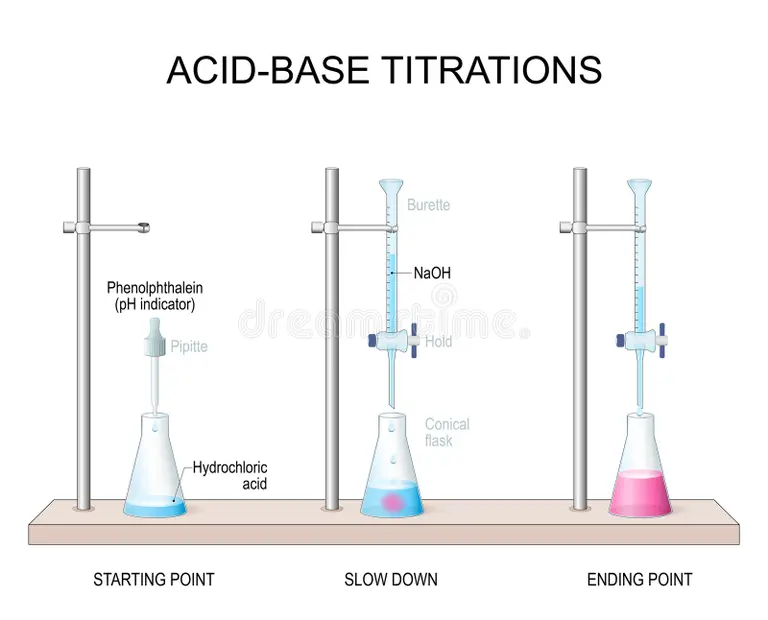 ACID-BASE TITRATIONS
Burette
NaOH
Phenolphthalein
(pH indicator)
Pipitte
Hold
Conical
flask
Hydrochloric
acid
dreamstime
STARTING POINT
SLOW DOWN
ENDING POINT